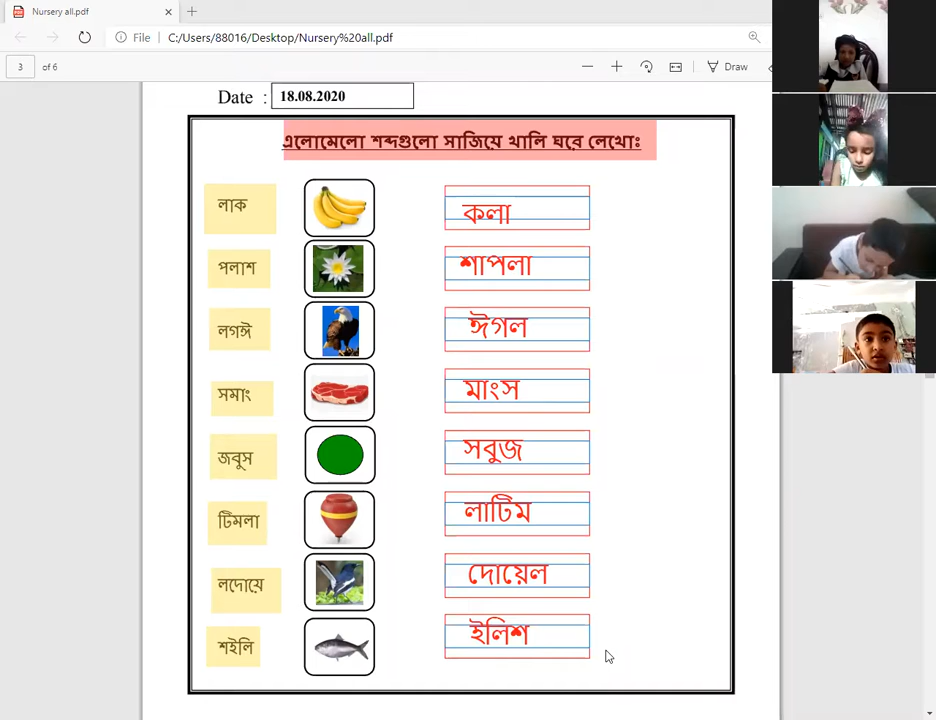 Nursery all.pdf
File C:/Users/88016/Desktop/Nursery%20all.pdf
3 of 6 Draw
Date : 18.08.2020
এলোমেলো শব্দগুলো সাজিয়ে খালি ঘরে লেখোঃ
লাক কলা
পলাশ শাপলা
লগঈ ঈগল
সমাং মাংস
জবুস সবুজ
টিমলা লাটিম
লদোয়ে দোয়েল
শইলি ইলিশ